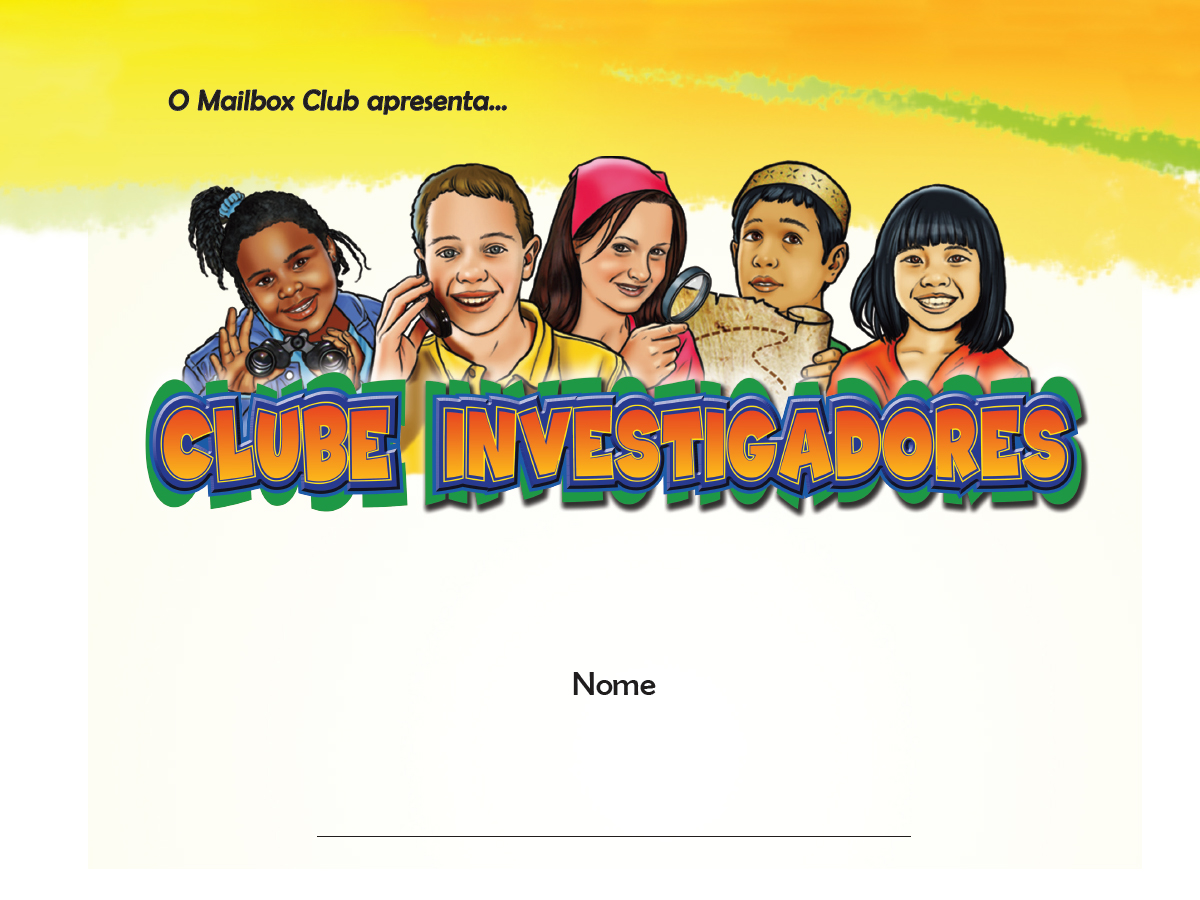 O Mailbox Club apresenta...
CLUBE INVESTIGADORES
Nome